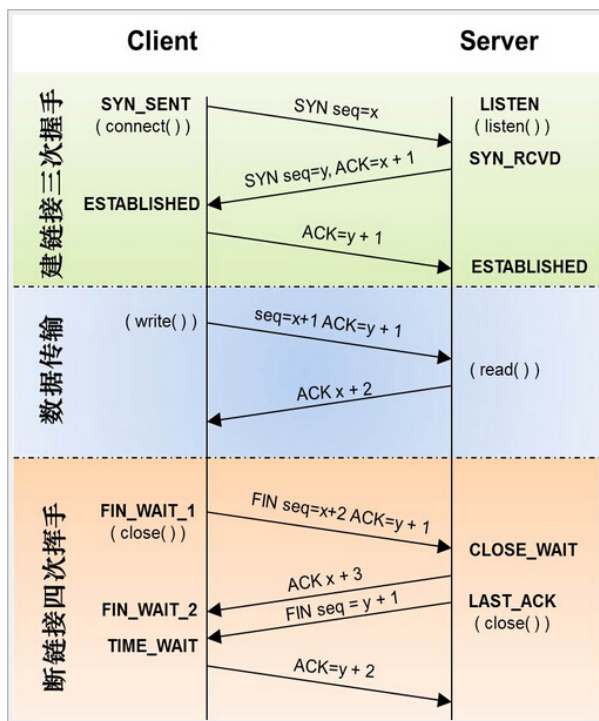 Client
Server
建链接三次握手
SYN_SENT
( connect( ) )
SYN seq=x
LISTEN
( listen( ) )
SYN seq=y, ACK=x + 1
SYN_RCVD
ESTABLISHED
ACK=y + 1
ESTABLISHED
数据传输
( write( ) )
seq=x+1 ACK=y + 1
( read( ) )
ACK x + 2
断链接四次挥手
FIN_WAIT_1
( close( ) )
FIN seq=x+2 ACK=y + 1
CLOSE_WAIT
ACK x + 3
FIN_WAIT_2
FIN seq = y + 1
LAST_ACK
( close( ) )
TIME_WAIT
ACK=y + 2